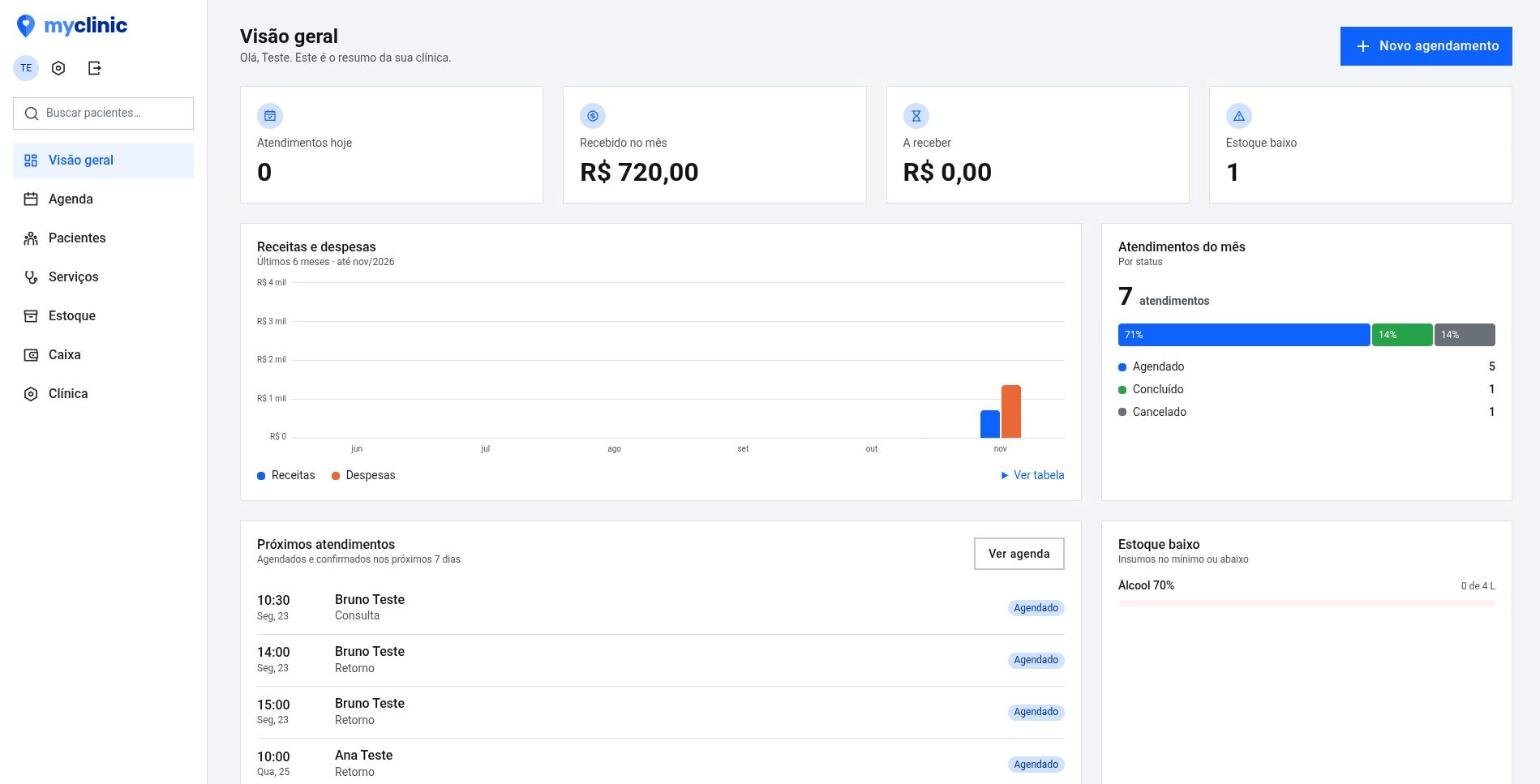 myclinic
TE
Buscar pacientes...
Visão geral
Agenda
Pacientes
Serviços
Estoque
Caixa
Clínica
Visão geral
Olá, Teste. Este é o resumo da sua clínica.
Novo agendamento
Atendimentos hoje
0
Recebido no mês
R$ 720,00
A receber
R$ 0,00
Estoque baixo
1
Receitas e despesas
Últimos 6 meses - até nov/2026
R$ 4 mil
R$ 3 mil
R$ 2 mil
R$ 1 mil
R$ 0
jun jul ago set out nov
Receitas Despesas
Ver tabela
Atendimentos do mês
Por status
7 atendimentos
71% 14% 14%
Agendado 5
Concluído 1
Cancelado 1
Próximos atendimentos
Agendados e confirmados nos próximos 7 dias
Ver agenda
10:30 Bruno Teste
Seg, 23 Consulta
Agendado
14:00 Bruno Teste
Seg, 23 Retorno
Agendado
15:00 Bruno Teste
Seg, 23 Retorno
Agendado
10:00 Ana Teste
Qua, 25 Retorno
Agendado
Estoque baixo
Insumos no mínimo ou abaixo
Álcool 70% 0 de 4 L